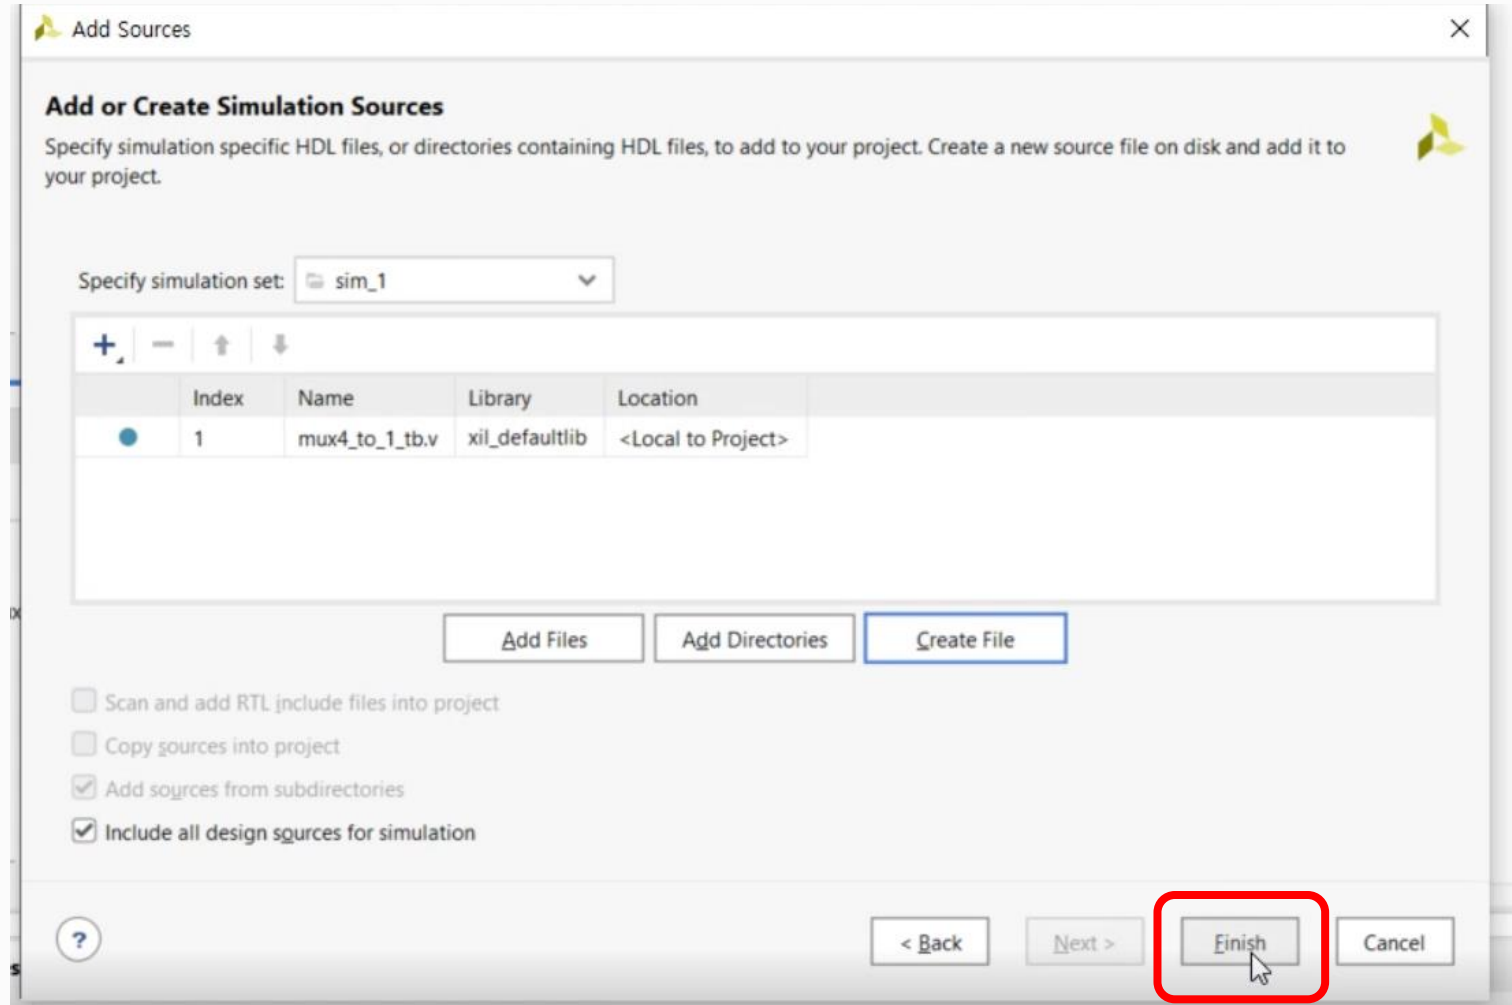 Add Sources
Add or Create Simulation Sources
Specify simulation specific HDL files, or directories containing HDL files, to add to your project. Create a new source file on disk and add it to
your project.
Specify simulation set: sim_1
Index Name Library Location
1 mux4_to_1_tb.v xil_defaultlib <Local to Project>
Add Files Add Directories Create File
Scan and add RTL include files into project
Copy sources into project
Add sources from subdirectories
Include all design sources for simulation
? < Back Next > Finish Cancel